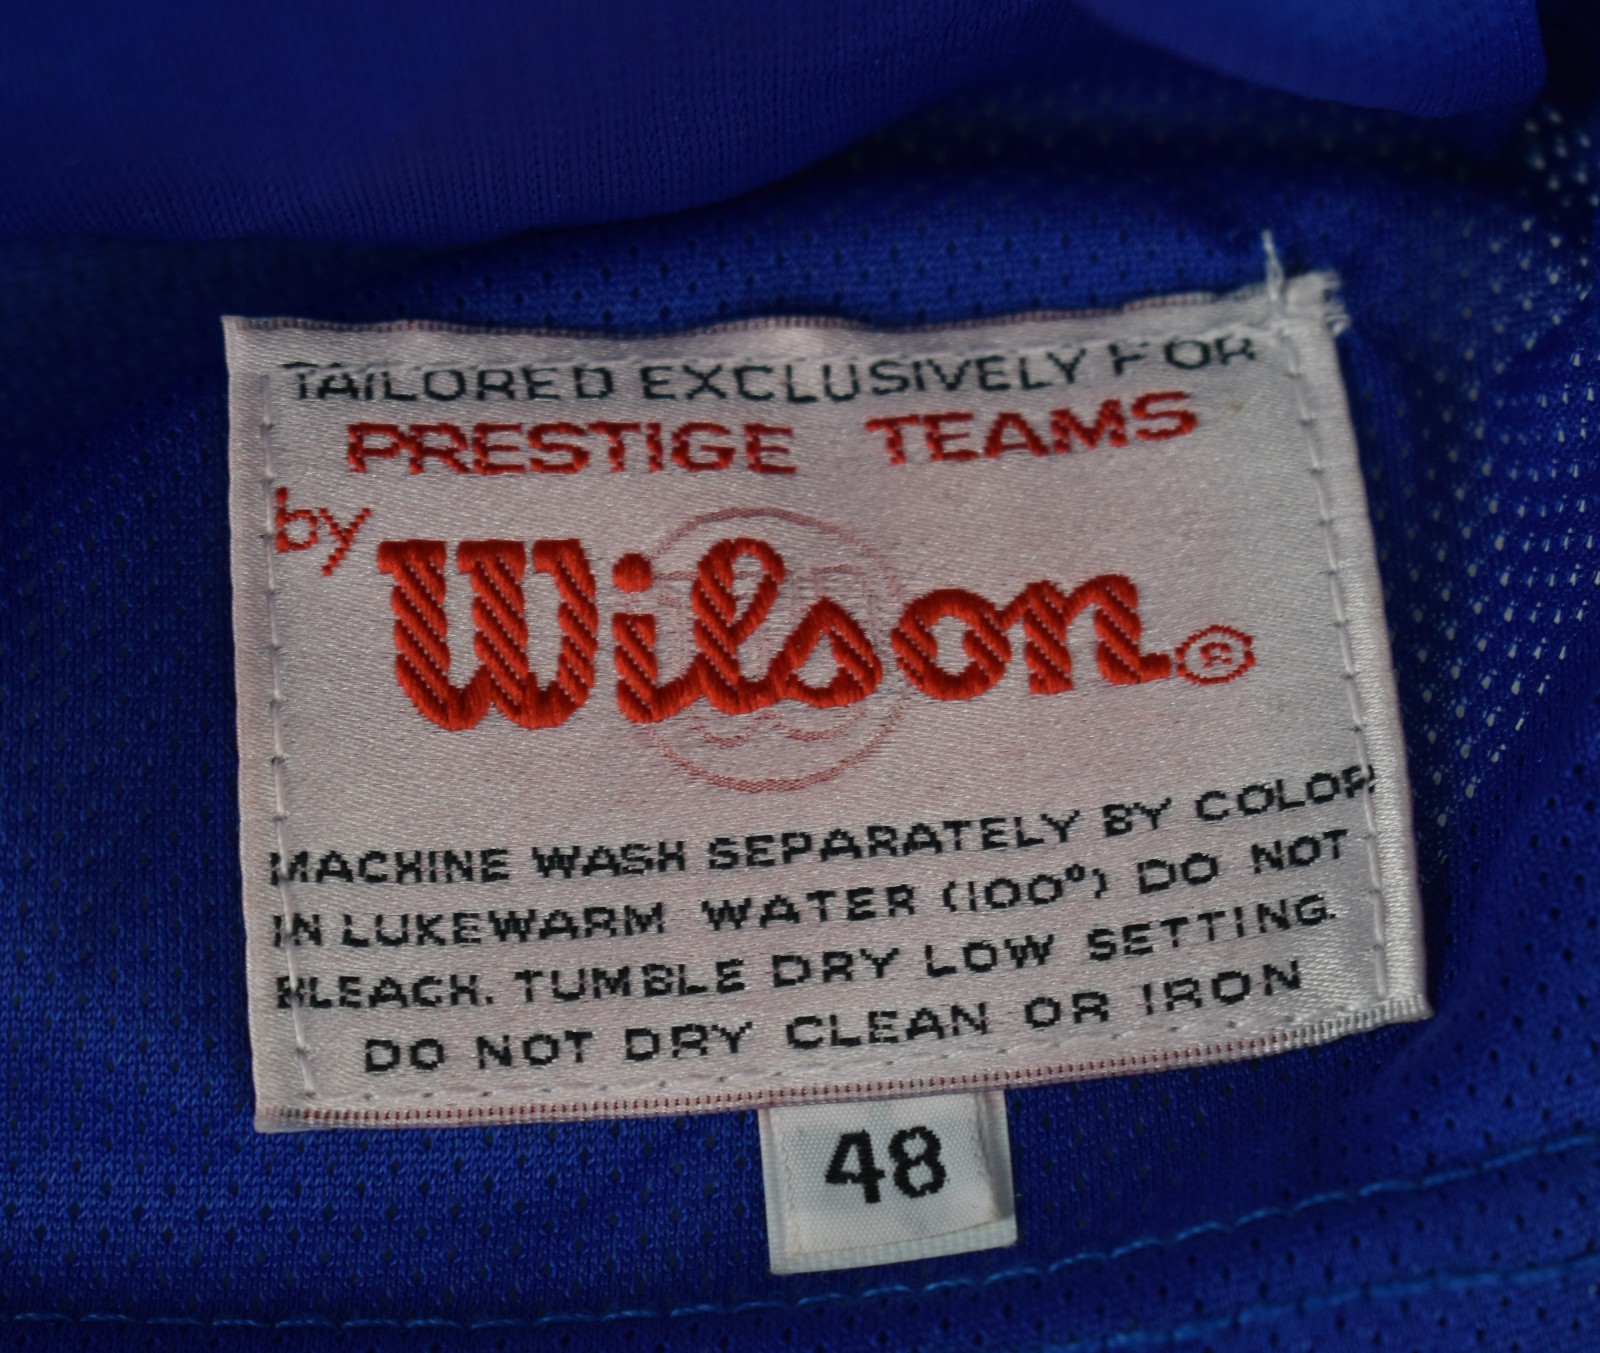 TAILORED EXCLUSIVELY FOR
PRESTIGE TEAMS
by
Wilson®
MACHINE WASH SEPARATELY BY COLOR
IN LUKEWARM WATER (100°) DO NOT
BLEACH. TUMBLE DRY LOW SETTING.
DO NOT DRY CLEAN OR IRON
48